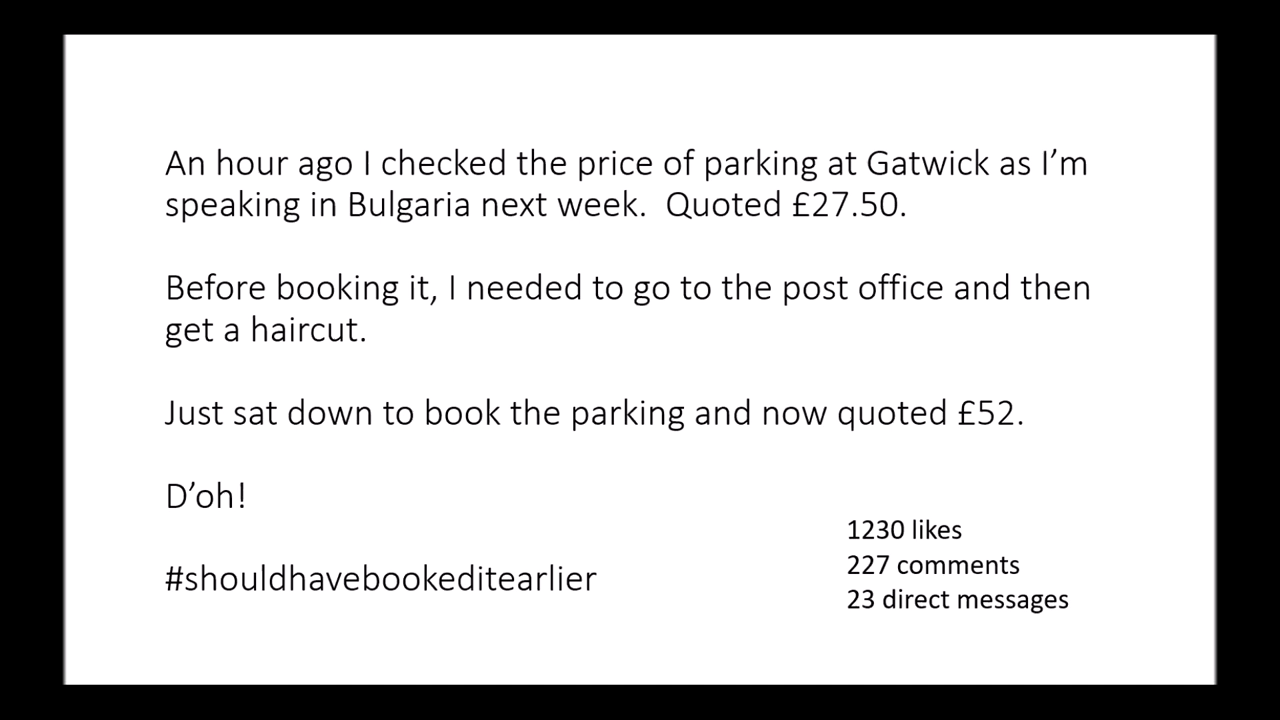 An hour ago I checked the price of parking at Gatwick as I’m
speaking in Bulgaria next week.  Quoted £27.50.
Before booking it, I needed to go to the post office and then
get a haircut.
Just sat down to book the parking and now quoted £52.
D’oh!
#shouldhavebookeditearlier
1230 likes
227 comments
23 direct messages